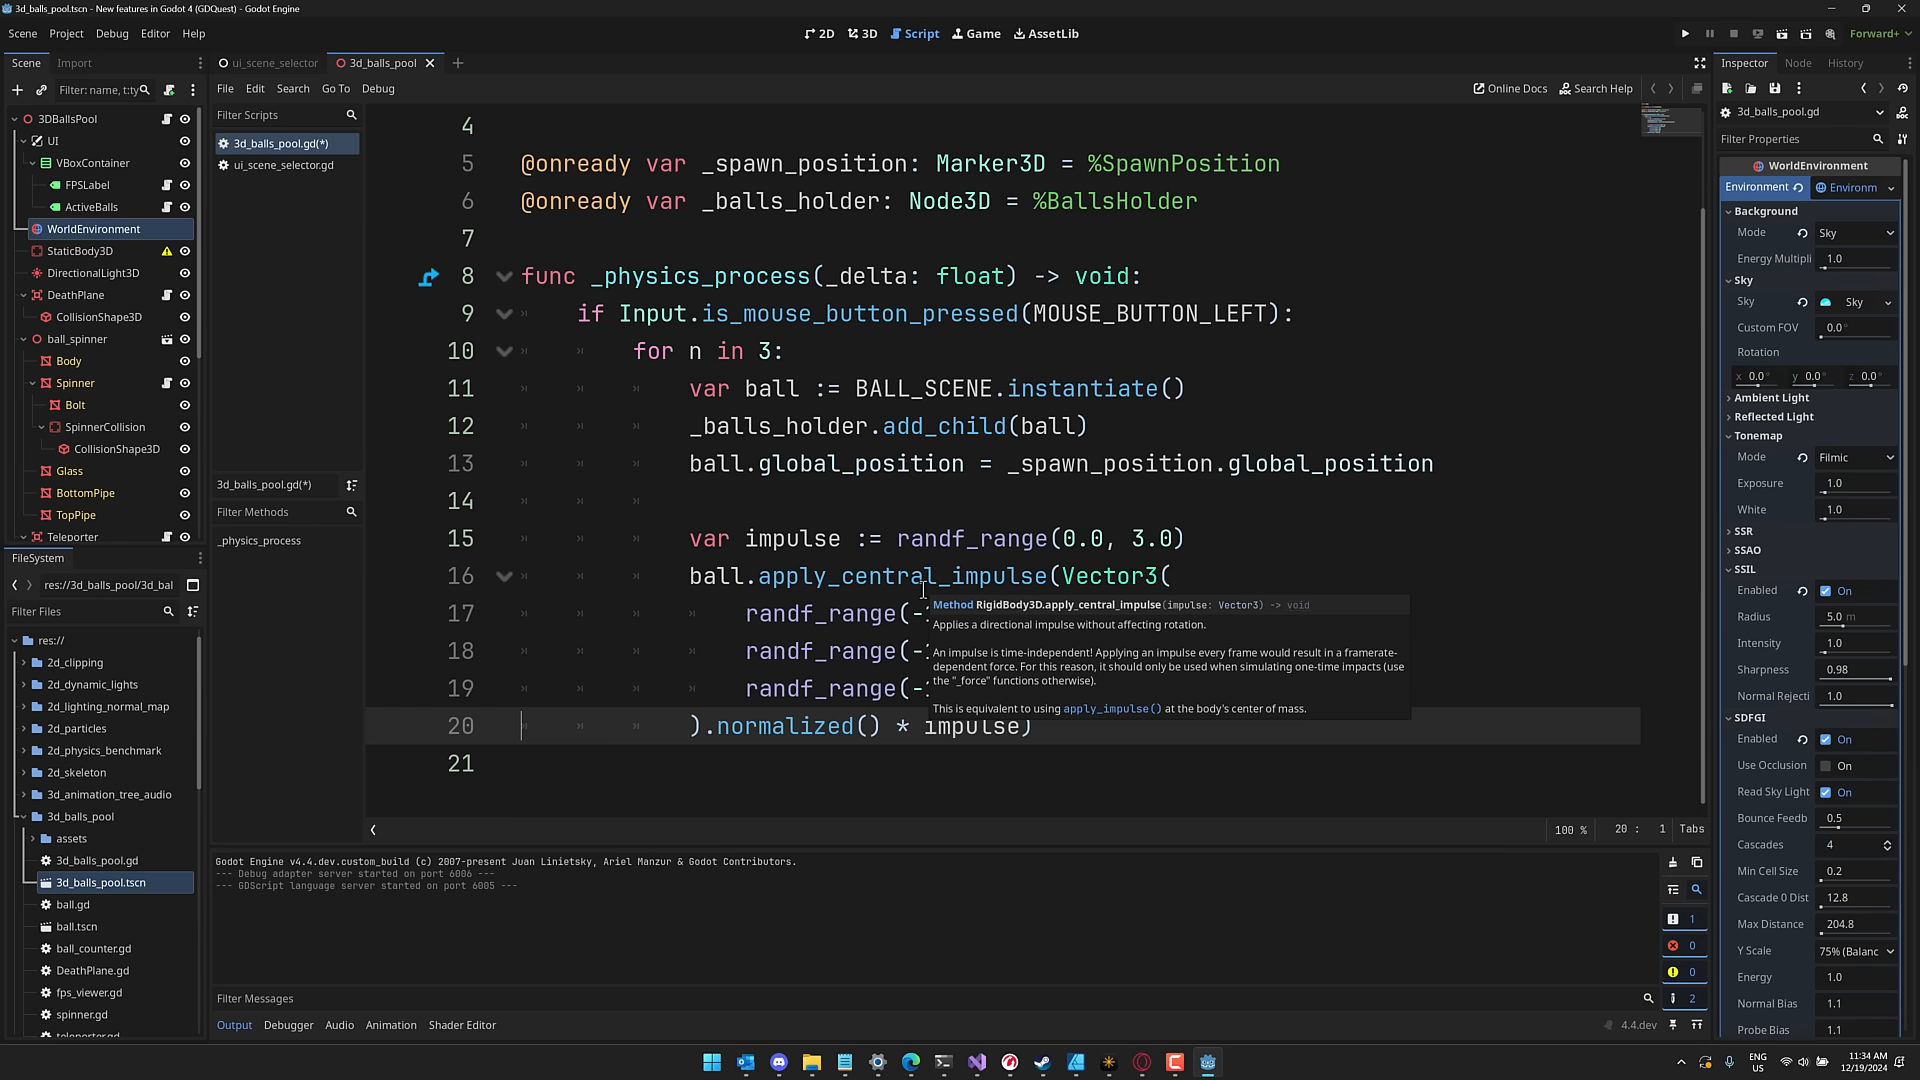 3d_balls_pool.tscn - New features in Godot 4 (GDQuest) - Godot Engine
Scene Project Debug Editor Help
2D 3D Script Game AssetLib
Forward+
Scene Import
Filter: name, t:ty
3DBallsPool
UI
VBoxContainer
FPSLabel
ActiveBalls
WorldEnvironment
StaticBody3D
DirectionalLight3D
DeathPlane
CollisionShape3D
ball_spinner
Body
Spinner
Bolt
SpinnerCollision
CollisionShape3D
Glass
BottomPipe
TopPipe
Teleporter
FileSystem
res://3d_balls_pool/3d_bal
Filter Files
res://
2d_clipping
2d_dynamic_lights
2d_lighting_normal_map
2d_particles
2d_physics_benchmark
2d_skeleton
3d_animation_tree_audio
3d_balls_pool
assets
3d_balls_pool.gd
3d_balls_pool.tscn
ball.gd
ball.tscn
ball_counter.gd
DeathPlane.gd
fps_viewer.gd
spinner.gd
teleporter.gd
ui_scene_selector 3d_balls_pool
File Edit Search Go To Debug
Online Docs Search Help
Filter Scripts
3d_balls_pool.gd(*)
ui_scene_selector.gd
3d_balls_pool.gd(*)
Filter Methods
_physics_process
4
5 @onready var _spawn_position: Marker3D = %SpawnPosition
6 @onready var _balls_holder: Node3D = %BallsHolder
7
8 func _physics_process(_delta: float) -> void:
9 if Input.is_mouse_button_pressed(MOUSE_BUTTON_LEFT):
10 for n in 3:
11 var ball := BALL_SCENE.instantiate()
12 _balls_holder.add_child(ball)
13 ball.global_position = _spawn_position.global_position
14
15 var impulse := randf_range(0.0, 3.0)
16 ball.apply_central_impulse(Vector3(
17 randf_range(-
18 randf_range(-
19 randf_range(-
20 ).normalized() * impulse)
21
Method RigidBody3D.apply_central_impulse(impulse: Vector3) -> void
Applies a directional impulse without affecting rotation.
An impulse is time-independent! Applying an impulse every frame would result in a framerate-
dependent force. For this reason, it should only be used when simulating one-time impacts (use
the "_force" functions otherwise).
This is equivalent to using apply_impulse() at the body's center of mass.
100 % 20 : 1 Tabs
Godot Engine v4.4.dev.custom_build (c) 2007-present Juan Linietsky, Ariel Manzur & Godot Contributors.
--- Debug adapter server started on port 6006 ---
--- GDScript language server started on port 6005 ---
1
0
0
2
Filter Messages
Output Debugger Audio Animation Shader Editor
4.4.dev
Inspector Node History
3d_balls_pool.gd
Filter Properties
WorldEnvironment
Environment Environm
Background
Mode Sky
Energy Multipli 1.0
Sky
Sky Sky
Custom FOV 0.0 °
Rotation
x 0.0 ° y 0.0 ° z 0.0 °
Ambient Light
Reflected Light
Tonemap
Mode Filmic
Exposure 1.0
White 1.0
SSR
SSAO
SSIL
Enabled On
Radius 5.0 m
Intensity 1.0
Sharpness 0.98
Normal Rejecti 1.0
SDFGI
Enabled On
Use Occlusion On
Read Sky Light On
Bounce Feedb 0.5
Cascades 4
Min Cell Size 0.2
Cascade 0 Dist 12.8
Max Distance 204.8
Y Scale 75% (Balanc
Energy 1.0
Normal Bias 1.1
Probe Bias 1.1
ENG
US
11:34 AM
12/19/2024